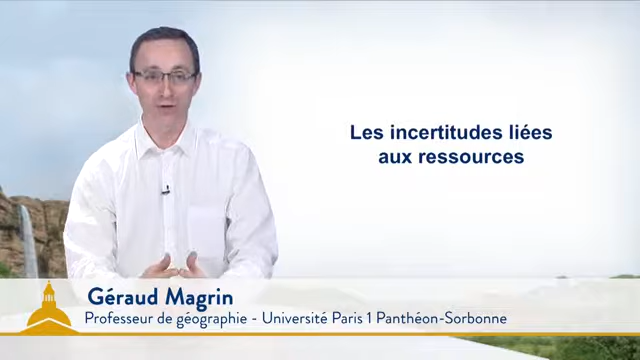 Les incertitudes liées
aux ressources
Géraud Magrin
Professeur de géographie - Université Paris 1 Panthéon-Sorbonne